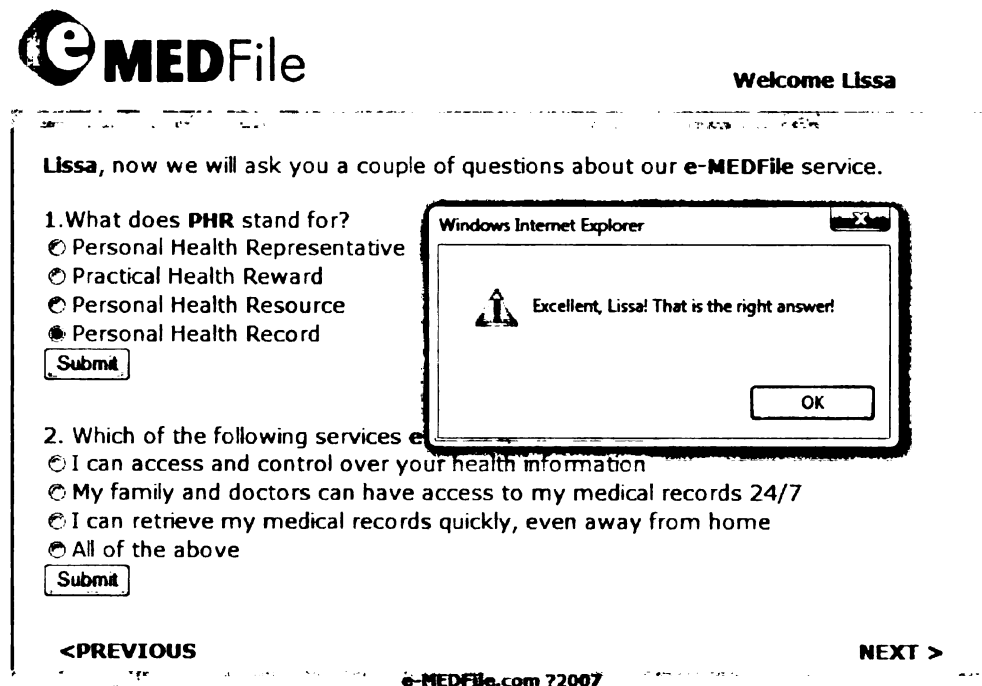 e MEDFile
Welcome Lissa
Lissa, now we will ask you a couple of questions about our e-MEDFile service.
1.What does PHR stand for?
Personal Health Representative
Practical Health Reward
Personal Health Resource
Personal Health Record
Submit
Windows Internet Explorer
X
Excellent, Lissa! That is the right answer!
OK
2. Which of the following services e
I can access and control over your health information
My family and doctors can have access to my medical records 24/7
I can retrieve my medical records quickly, even away from home
All of the above
Submit
<PREVIOUS
NEXT >
e-MEDFile.com ?2007